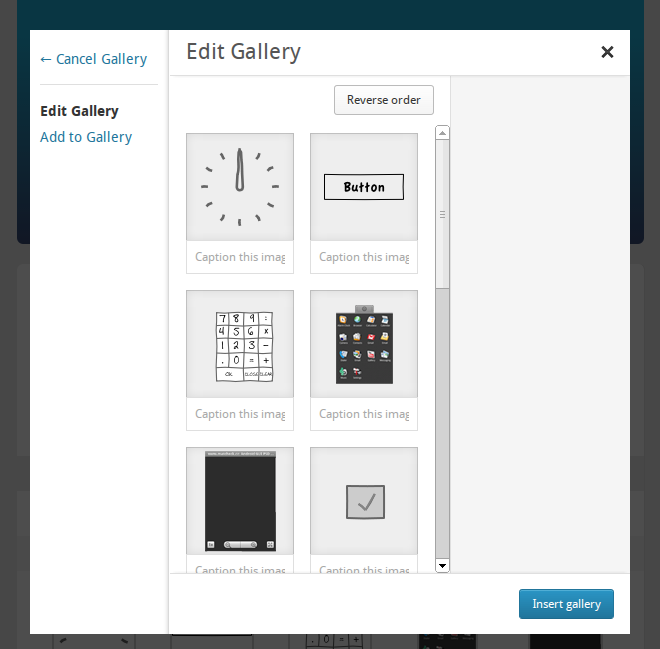 ← Cancel Gallery
Edit Gallery
Add to Gallery
Edit Gallery
×
Reverse order
Button
Caption this imag
Caption this imag
7 8 9 :
4 5 6 x
1 2 3 -
. 0 = +
OK
Caption this imag
Caption this imag
Caption this imag
Caption this imag
Insert gallery
. 0 = +